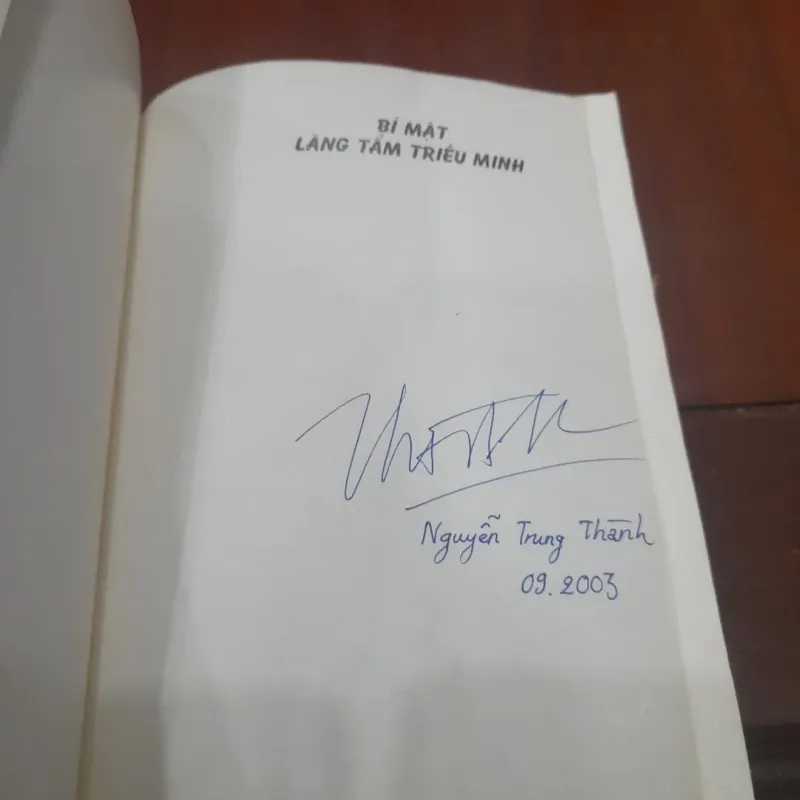 BÍ MẬT
LĂNG TẨM TRIỀU MINH
Nguyễn Trung Thành
09.2003